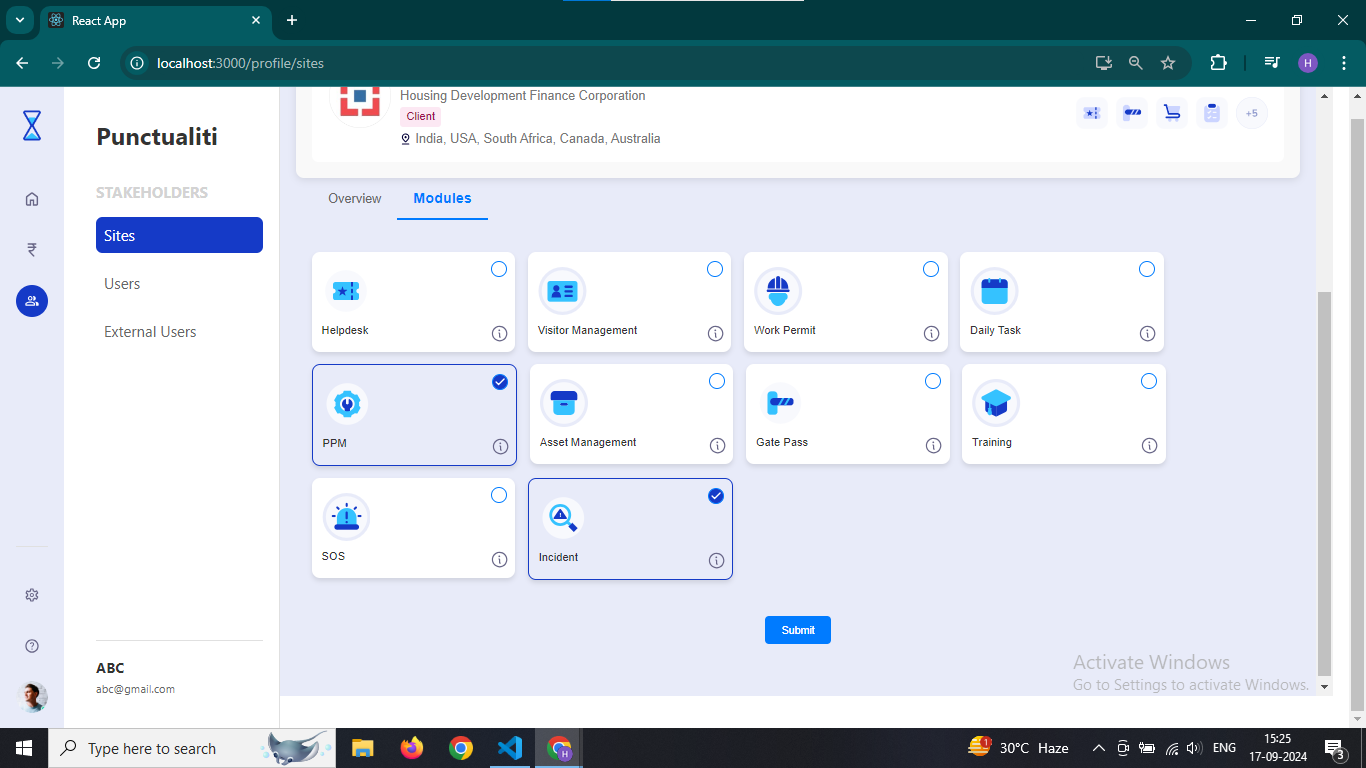 React App
localhost:3000/profile/sites
H
Punctualiti
STAKEHOLDERS
Sites
Users
External Users
ABC
abc@gmail.com
Housing Development Finance Corporation
Client
India, USA, South Africa, Canada, Australia
+5
Overview
Modules
Helpdesk
Visitor Management
Work Permit
Daily Task
PPM
Asset Management
Gate Pass
Training
SOS
Incident
Submit
Activate Windows
Go to Settings to activate Windows.
Type here to search
H
1
30°C Haze
ENG
15:25
17-09-2024
3